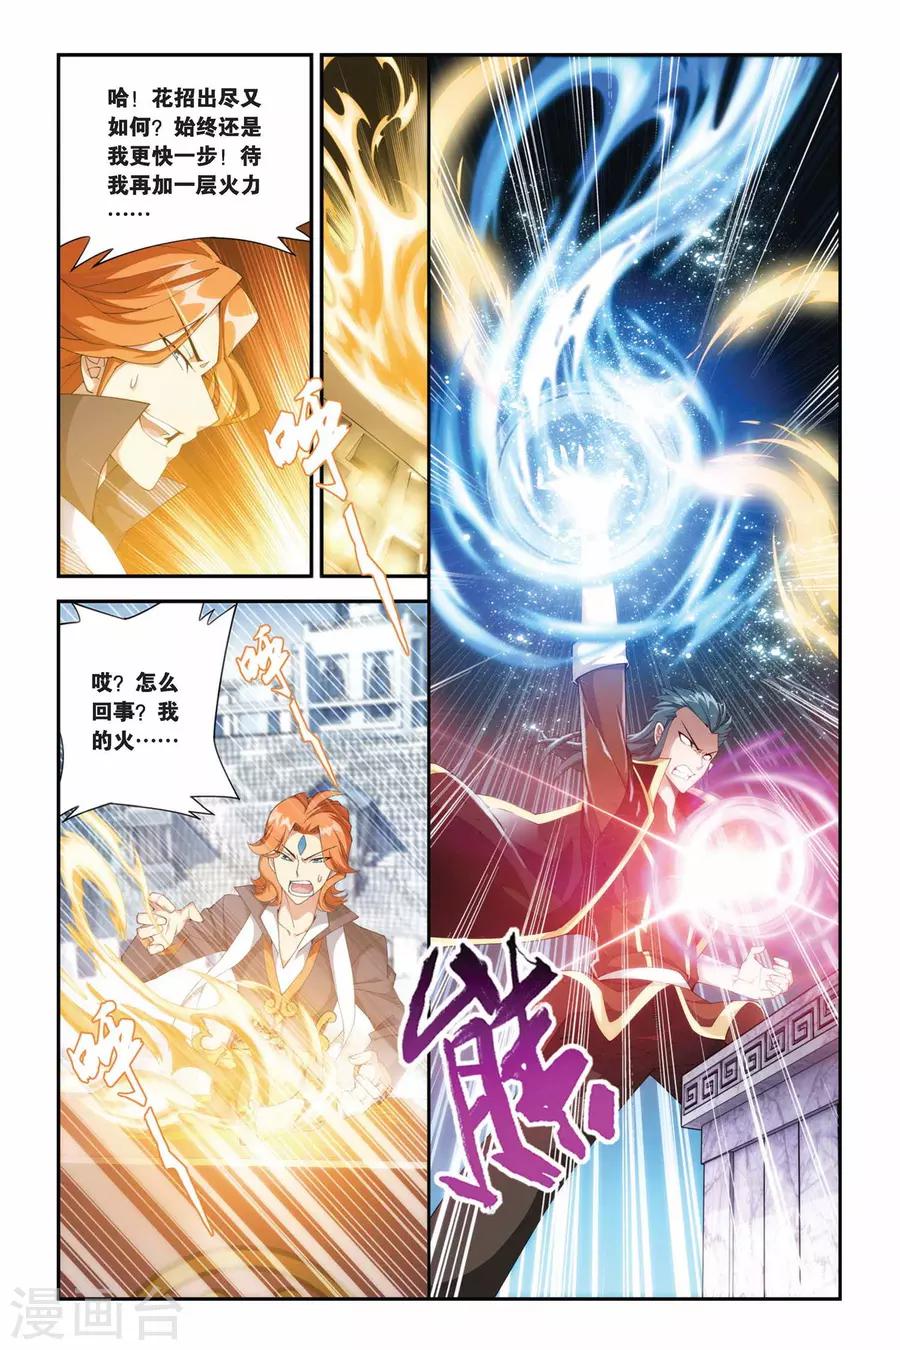 哈！花招出尽又
如何？始终还是
我更快一步！待
我再加一层火力
……
呼
呼
哎？怎么
回事？我
的火……
呼
熊
漫画台